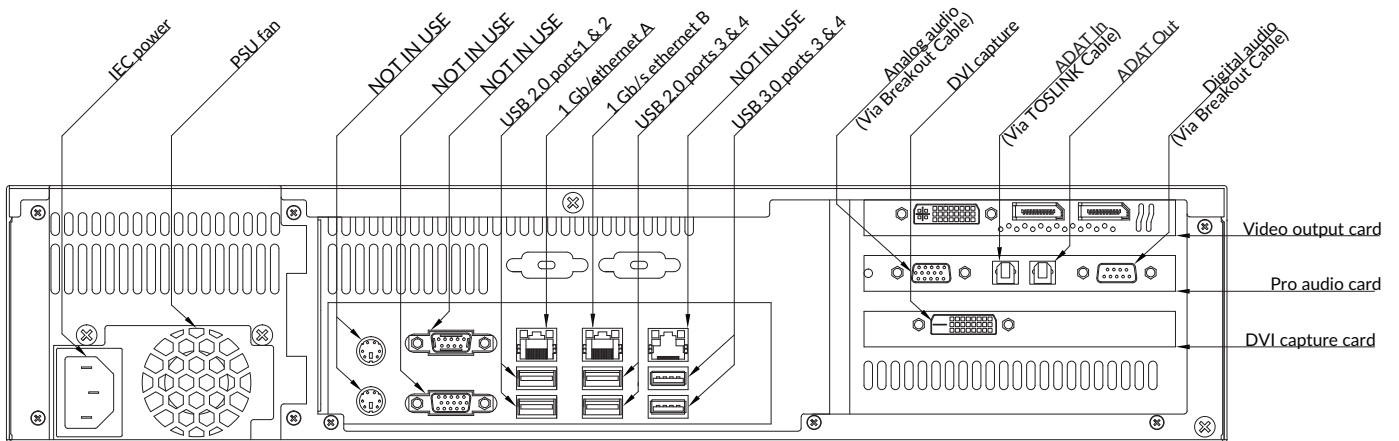 IEC power
PSU fan
NOT IN USE
NOT IN USE
NOT IN USE
USB 2.0 ports1 & 2
1 Gb/sethernet A
1 Gb/s ethernet B
USB 2.0 ports 3 & 4
NOT IN USE
USB 3.0 ports 3 & 4
Analog audio
(Via Breakout Cable)
DVI capture
ADAT In
(Via TOSLINK Cable)
ADAT Out
Digital audio
(Via Breakout Cable)
Video output card
Pro audio card
DVI capture card